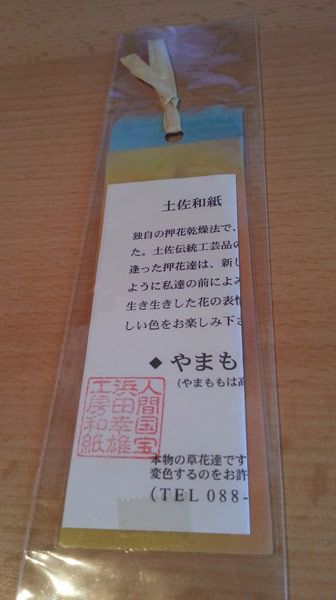 土佐和紙
独自の押花乾燥法で、
た。土佐伝統工芸品の
逢った押花達は、新し
ように私達の前によみ
生き生きした花の表情
しい色をお楽しみ下さ
◆やまも
(やまももは高
人間国宝
浜田幸雄
工房和紙
本物の草花達です
変色するのをお許
(TEL 088-